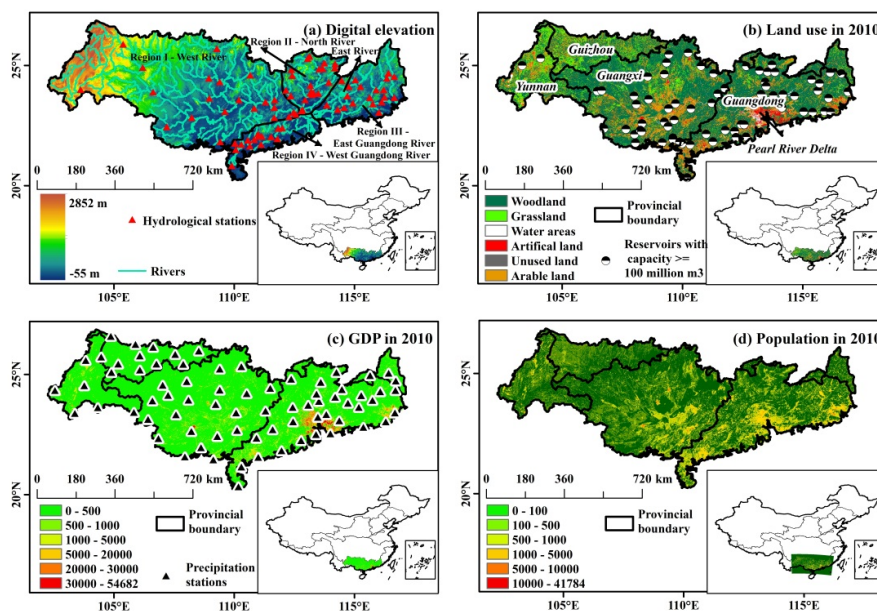 (a) Digital elevation
Region II - North River
East River
Region I - West River
25°N
Region III -
East Guangdong River
Region IV - West Guangdong River
0 180 360 720 km
20°N
2852 m
-55 m
Hydrological stations
Rivers
105°E 110°E 115°E
(b) Land use in 2010
Guizhou
25°N
Guangxi
Yunnan
Guangdong
Pearl River Delta
0 180 360 720 km
20°N
Woodland
Grassland
Water areas
Artifical land
Unused land
Arable land
Provincial
boundary
Reservoirs with
capacity >=
100 million m3
105°E 110°E 115°E
(c) GDP in 2010
25°N
0 180 360 720 km
20°N
0 - 500
500 - 1000
1000 - 5000
5000 - 20000
20000 - 30000
30000 - 54682
Provincial
boundary
Precipitation
stations
105°E 110°E 115°E
(d) Population in 2010
25°N
0 180 360 720 km
20°N
0 - 100
100 - 500
500 - 1000
1000 - 5000
5000 - 10000
10000 - 41784
Provincial
boundary
105°E 110°E 115°E